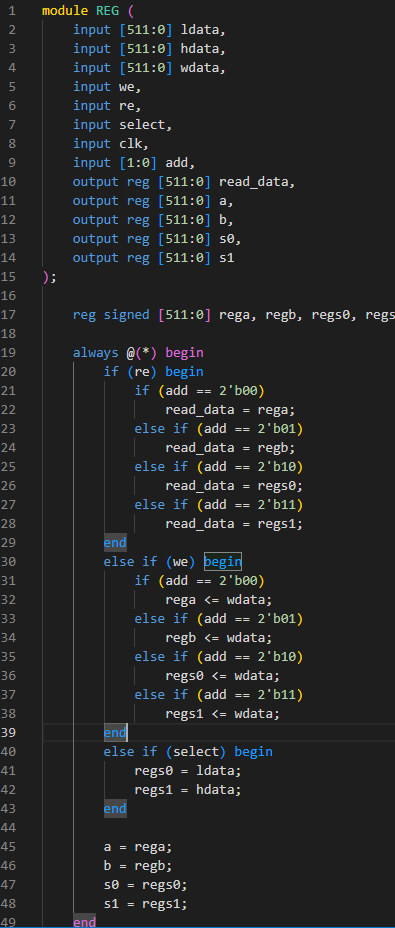 1 module REG (
2 input [511:0] ldata,
3 input [511:0] hdata,
4 input [511:0] wdata,
5 input we,
6 input re,
7 input select,
8 input clk,
9 input [1:0] add,
10 output reg [511:0] read_data,
11 output reg [511:0] a,
12 output reg [511:0] b,
13 output reg [511:0] s0,
14 output reg [511:0] s1
15 );
16
17 reg signed [511:0] rega, regb, regs0, regs
18
19 always @(*) begin
20 if (re) begin
21 if (add == 2'b00)
22 read_data = rega;
23 else if (add == 2'b01)
24 read_data = regb;
25 else if (add == 2'b10)
26 read_data = regs0;
27 else if (add == 2'b11)
28 read_data = regs1;
29 end
30 else if (we) begin
31 if (add == 2'b00)
32 rega <= wdata;
33 else if (add == 2'b01)
34 regb <= wdata;
35 else if (add == 2'b10)
36 regs0 <= wdata;
37 else if (add == 2'b11)
38 regs1 <= wdata;
39 end
40 else if (select) begin
41 regs0 = ldata;
42 regs1 = hdata;
43 end
44
45 a = rega;
46 b = regb;
47 s0 = regs0;
48 s1 = regs1;
49 end